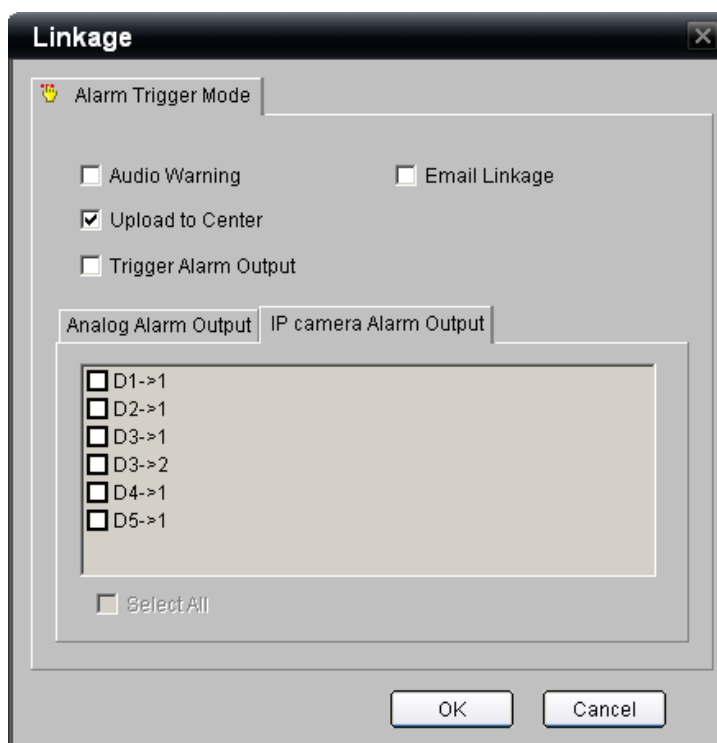 Linkage
Alarm Trigger Mode
Audio Warning
Email Linkage
Upload to Center
Trigger Alarm Output
Analog Alarm Output
IP camera Alarm Output
D1->1
D2->1
D3->1
D3->2
D4->1
D5->1
Select All
OK
Cancel